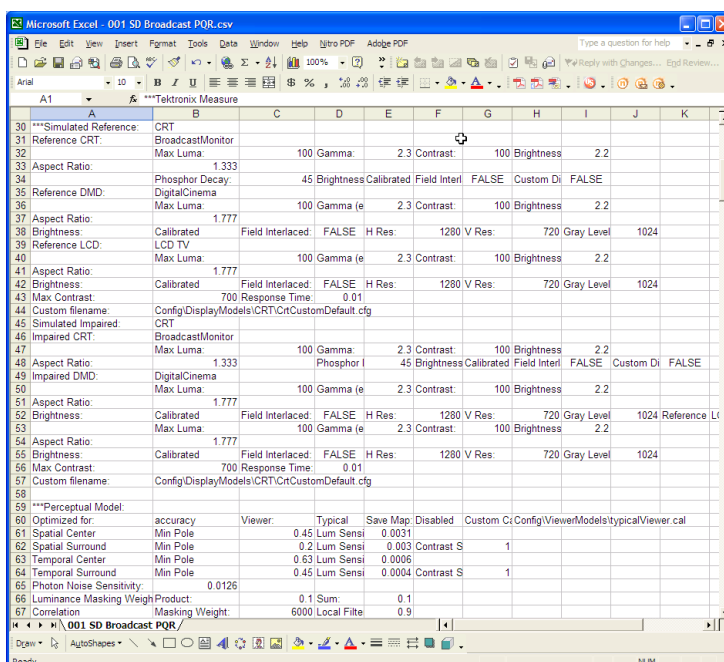 Microsoft Excel - 001 SD Broadcast PQR.csv
File Edit View Insert Format Tools Data Window Help Nitro PDF Adobe PDF Type a question for help
100% Reply with Changes... End Review...
Arial 10 B I U $ % ,
A1 fx ***Tektronix Measure
A B C D E F G H I J K
30 ***Simulated Reference: CRT
31 Reference CRT: BroadcastMonitor
32 Max Luma: 100 Gamma: 2.3 Contrast: 100 Brightness 2.2
33 Aspect Ratio: 1.333
34 Phosphor Decay: 45 Brightness Calibrated Field Interl FALSE Custom Di FALSE
35 Reference DMD: DigitalCinema
36 Max Luma: 100 Gamma (e 2.3 Contrast: 100 Brightness 2.2
37 Aspect Ratio: 1.777
38 Brightness: Calibrated Field Interlaced: FALSE H Res: 1280 V Res: 720 Gray Level 1024
39 Reference LCD: LCD TV
40 Max Luma: 100 Gamma (e 2.3 Contrast: 100 Brightness 2.2
41 Aspect Ratio: 1.777
42 Brightness: Calibrated Field Interlaced: FALSE H Res: 1280 V Res: 720 Gray Level 1024
43 Max Contrast: 700 Response Time: 0.01
44 Custom filename: Config\DisplayModels\CRT\CrtCustomDefault.cfg
45 Simulated Impaired: CRT
46 Impaired CRT: BroadcastMonitor
47 Max Luma: 100 Gamma: 2.3 Contrast: 100 Brightness 2.2
48 Aspect Ratio: 1.333 Phosphor 45 Brightness Calibrated Field Interl FALSE Custom Di FALSE
49 Impaired DMD: DigitalCinema
50 Max Luma: 100 Gamma (e 2.3 Contrast: 100 Brightness 2.2
51 Aspect Ratio: 1.777
52 Brightness: Calibrated Field Interlaced: FALSE H Res: 1280 V Res: 720 Gray Level 1024 Reference LC
53 Max Luma: 100 Gamma (e 2.3 Contrast: 100 Brightness 2.2
54 Aspect Ratio: 1.777
55 Brightness: Calibrated Field Interlaced: FALSE H Res: 1280 V Res: 720 Gray Level 1024
56 Max Contrast: 700 Response Time: 0.01
57 Custom filename: Config\DisplayModels\CRT\CrtCustomDefault.cfg
58
59 ***Perceptual Model:
60 Optimized for: accuracy Viewer: Typical Save Map: Disabled Custom Ca Config\ViewerModels\typicalViewer.cal
61 Spatial Center Min Pole 0.45 Lum Sensi 0.0031
62 Spatial Surround Min Pole 0.2 Lum Sensi 0.003 Contrast S 1
63 Temporal Center Min Pole 0.63 Lum Sensi 0.0006
64 Temporal Surround Min Pole 0.45 Lum Sensi 0.0004 Contrast S 1
65 Photon Noise Sensitivity: 0.0126
66 Luminance Masking Weigh Product: 0.1 Sum: 0.1
67 Correlation Masking Weight: 6000 Local Filte 0.9
001 SD Broadcast PQR
Draw AutoShapes
Ready NUM